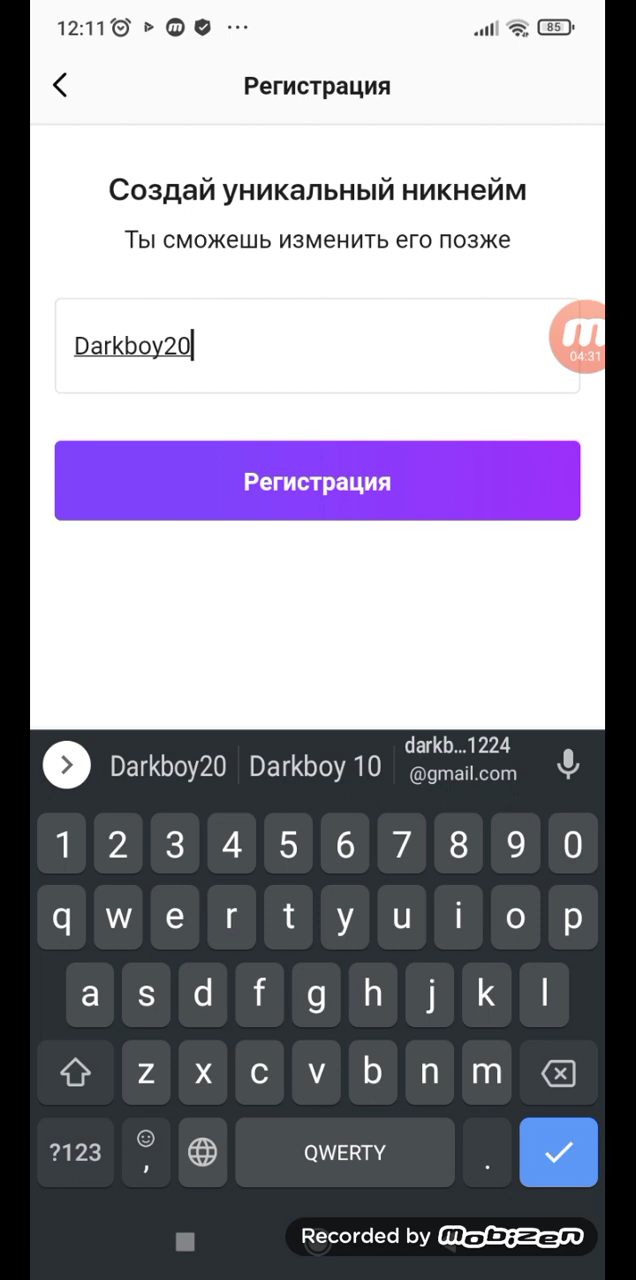 12:11
85
Регистрация
Создай уникальный никнейм
Ты сможешь изменить его позже
Darkboy20
04:31
Регистрация
Darkboy20 Darkboy 10 darkb...1224
@gmail.com
1 2 3 4 5 6 7 8 9 0
q w e r t y u i o p
a s d f g h j k l
z x c v b n m
?123 , QWERTY .
Recorded by mobizen